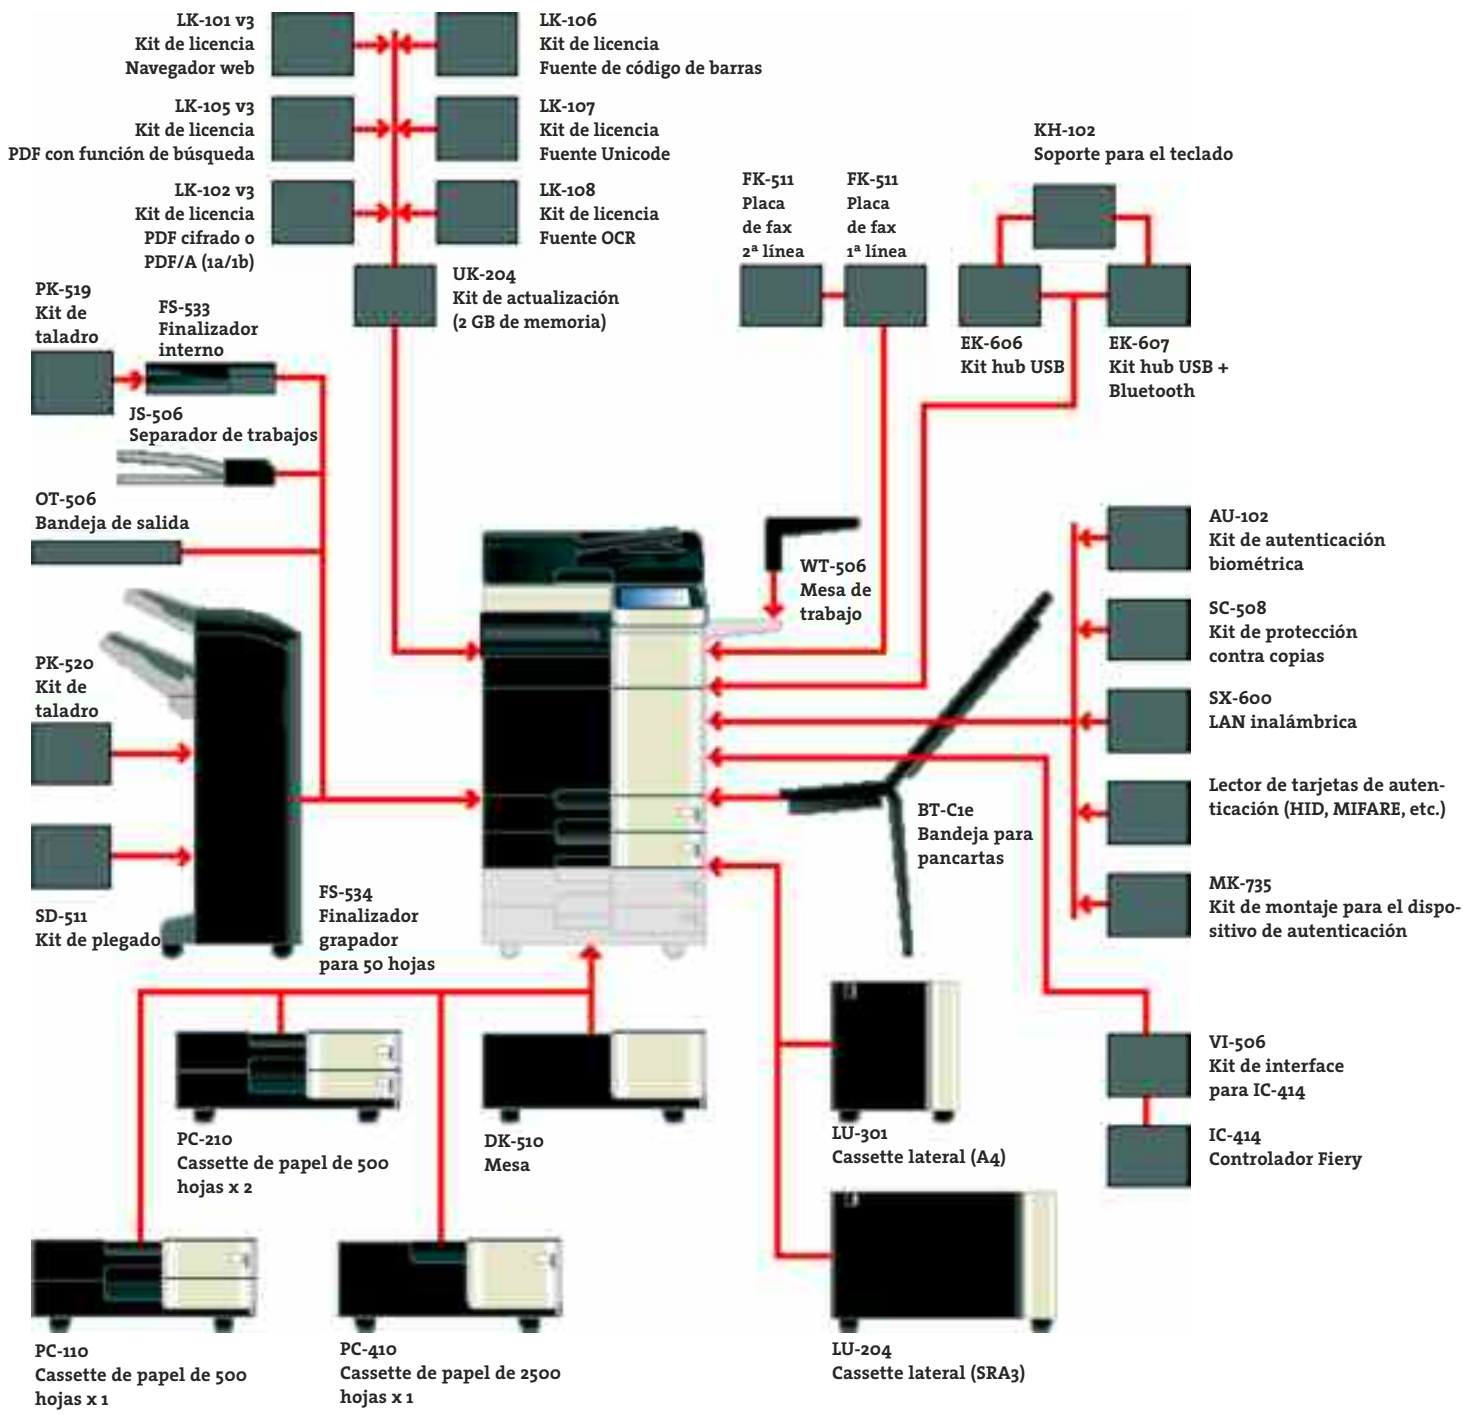 LK-101 v3
Kit de licencia
Navegador web
LK-106
Kit de licencia
Fuente de código de barras
LK-105 v3
Kit de licencia
PDF con función de búsqueda
LK-107
Kit de licencia
Fuente Unicode
LK-102 v3
Kit de licencia
PDF cifrado o
PDF/A (1a/1b)
LK-108
Kit de licencia
Fuente OCR
UK-204
Kit de actualización
(2 GB de memoria)
FK-511
Placa
de fax
2ª línea
FK-511
Placa
de fax
1ª línea
KH-102
Soporte para el teclado
EK-606
Kit hub USB
EK-607
Kit hub USB +
Bluetooth
PK-519
Kit de
taladro
FS-533
Finalizador
interno
JS-506
Separador de trabajos
OT-506
Bandeja de salida
PK-520
Kit de
taladro
SD-511
Kit de plegado
FS-534
Finalizador
grapador
para 50 hojas
WT-506
Mesa de
trabajo
BT-C1e
Bandeja para
pancartas
AU-102
Kit de autenticación
biométrica
SC-508
Kit de protección
contra copias
SX-600
LAN inalámbrica
Lector de tarjetas de auten-
ticación (HID, MIFARE, etc.)
MK-735
Kit de montaje para el dispo-
sitivo de autenticación
VI-506
Kit de interface
para IC-414
IC-414
Controlador Fiery
PC-210
Cassette de papel de 500
hojas x 2
DK-510
Mesa
LU-301
Cassette lateral (A4)
PC-110
Cassette de papel de 500
hojas x 1
PC-410
Cassette de papel de 2500
hojas x 1
LU-204
Cassette lateral (SRA3)